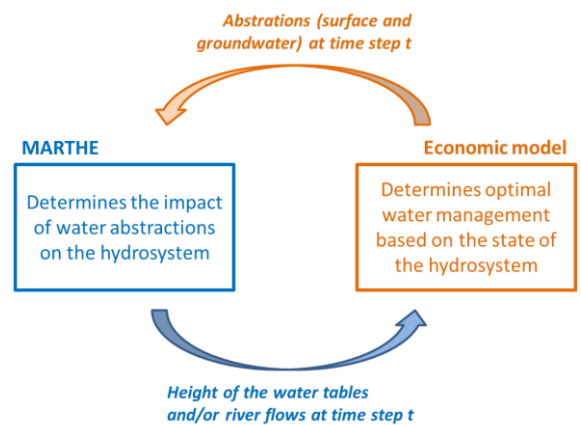 Abstrations (surface and
groundwater) at time step t
MARTHE
Economic model
Determines the impact
of water abstractions
on the hydrosystem
Determines optimal
water management
based on the state of
the hydrosystem
Height of the water tables
and/or river flows at time step t